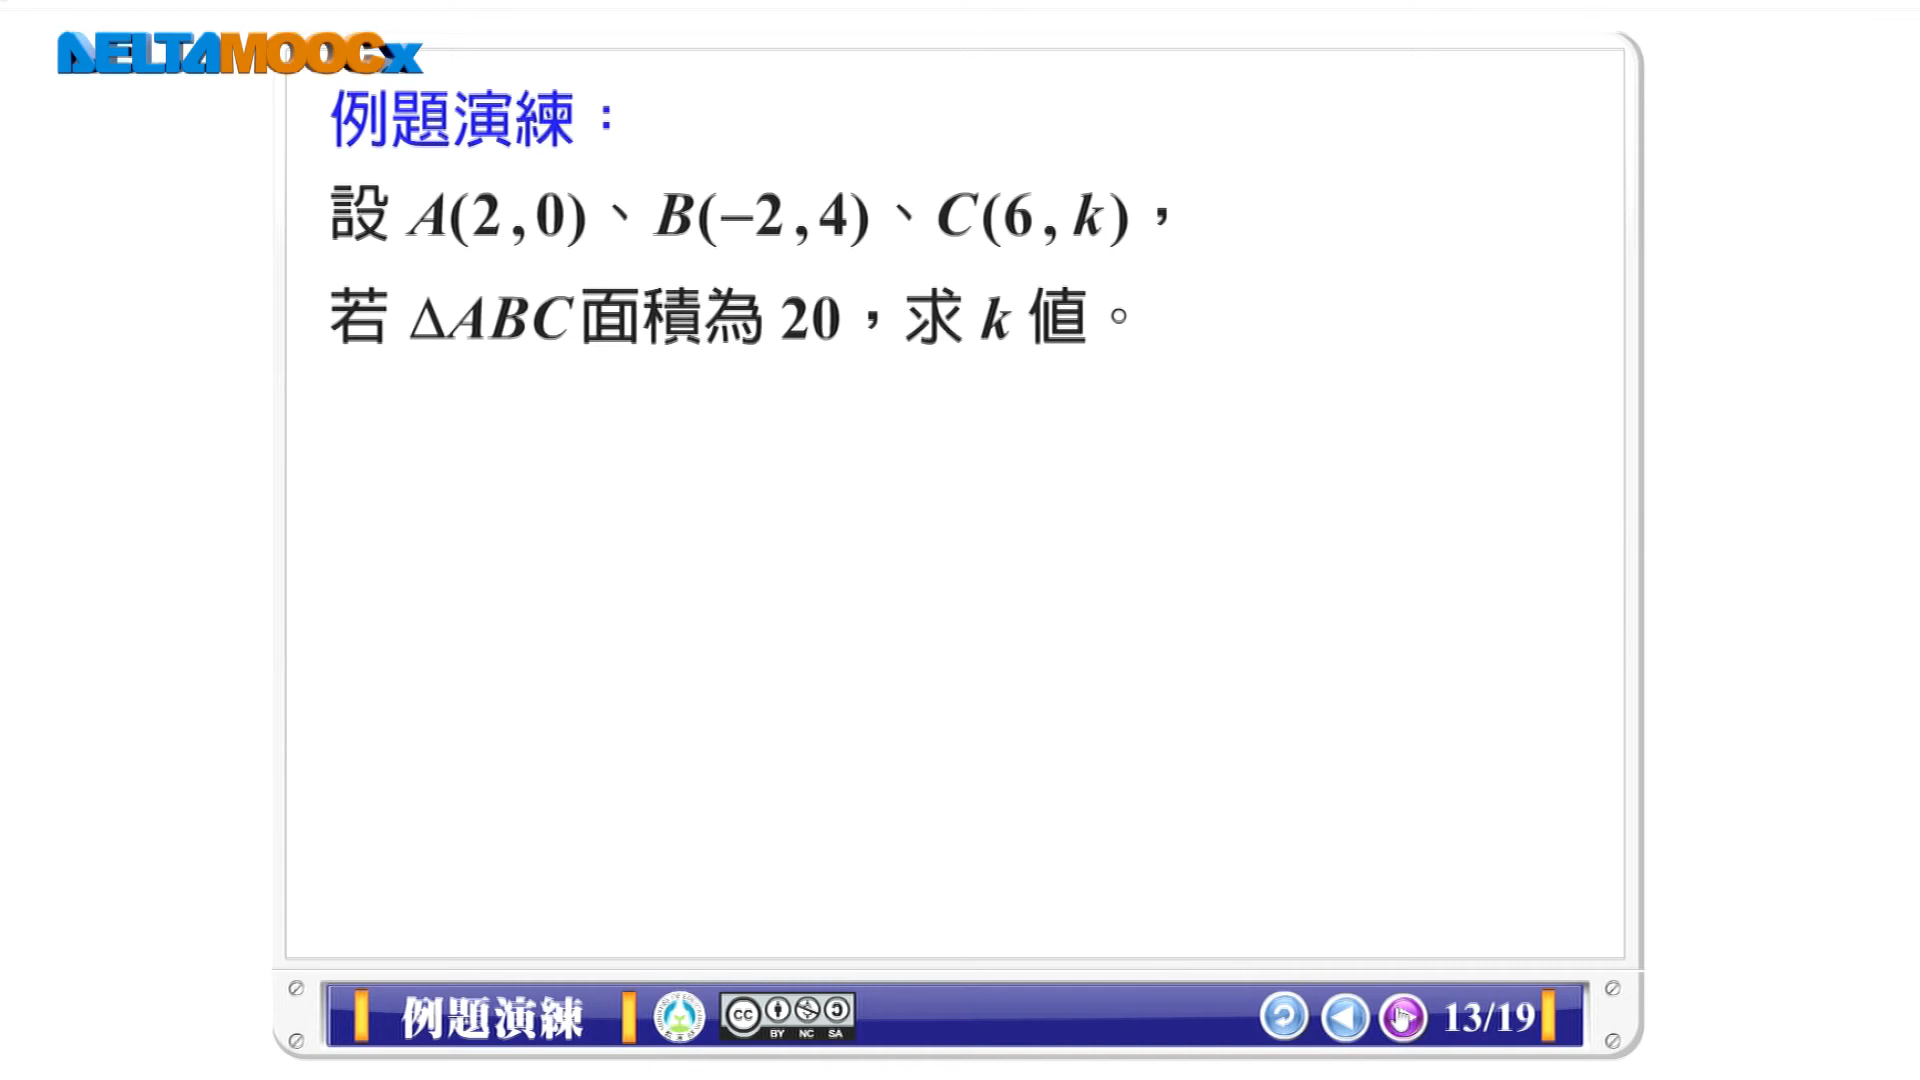 DELTAMOOCx
例題演練：
設 A(2,0)、B(−2,4)、C(6,k)，
若 ΔABC面積為 20，求 k 值。
例題演練
cc BY NC SA
13/19